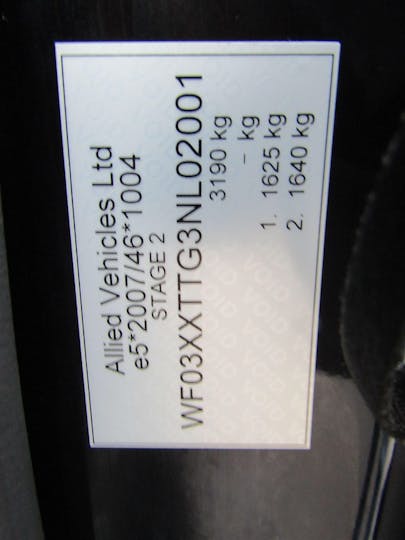 Allied Vehicles Ltd
e5*2007/46*1004
STAGE 2
WF03XXTTG3NL02001
3190 kg
- kg
1. 1625 kg
2. 1640 kg